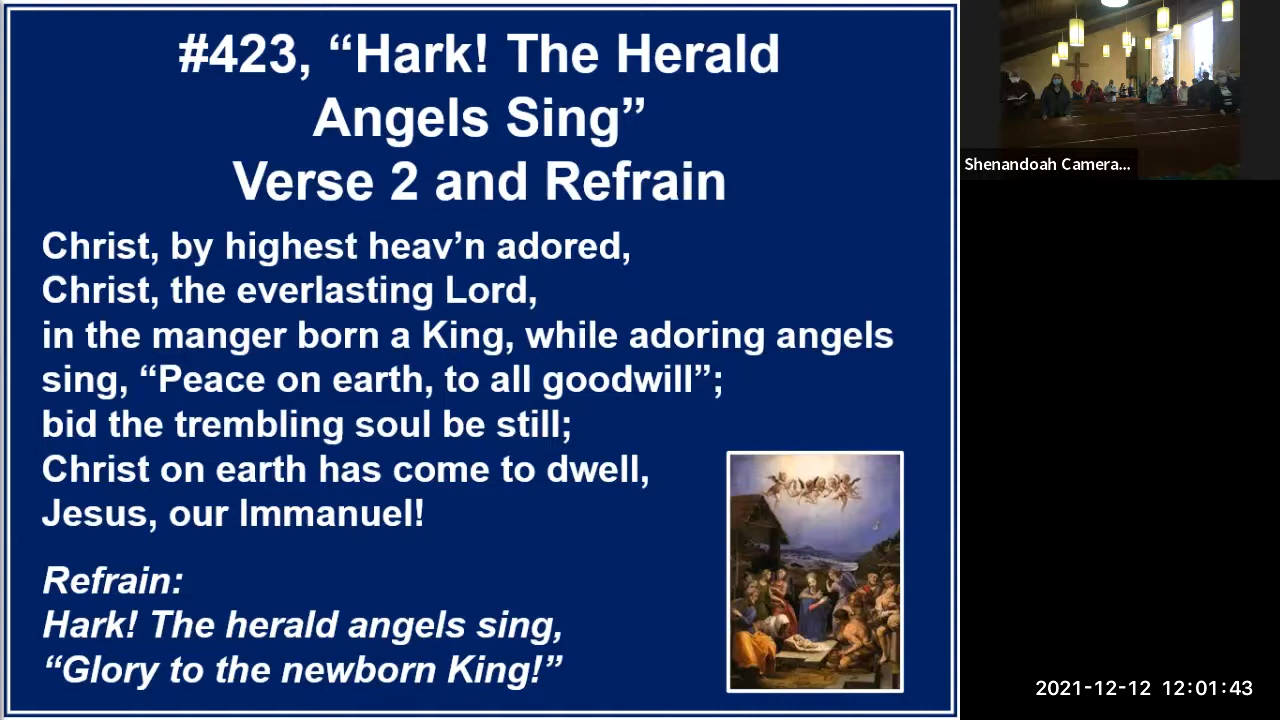 #423, “Hark! The Herald
Angels Sing”
Verse 2 and Refrain
Christ, by highest heav’n adored,
Christ, the everlasting Lord,
in the manger born a King, while adoring angels
sing, “Peace on earth, to all goodwill”;
bid the trembling soul be still;
Christ on earth has come to dwell,
Jesus, our Immanuel!
Refrain:
Hark! The herald angels sing,
“Glory to the newborn King!”
Shenandoah Camera...
2021-12-12 12:01:43